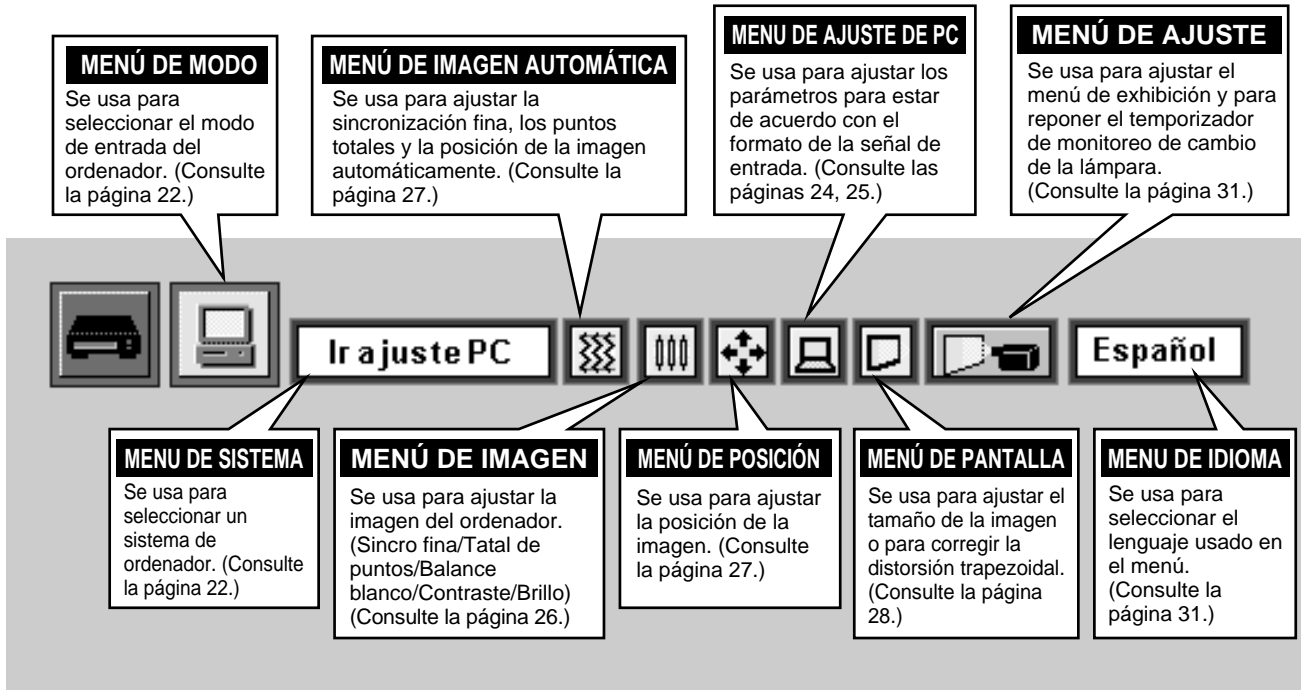 MENÚ DE MODO
Se usa para
seleccionar el modo
de entrada del
ordenador. (Consulte
la página 22.)
MENÚ DE IMAGEN AUTOMÁTICA
Se usa para ajustar la
sincronización fina, los puntos
totales y la posición de la imagen
automáticamente. (Consulte la
página 27.)
MENU DE AJUSTE DE PC
Se usa para ajustar los
parámetros para estar
de acuerdo con el
formato de la señal de
entrada. (Consulte las
páginas 24, 25.)
MENÚ DE AJUSTE
Se usa para ajustar el
menú de exhibición y para
reponer el temporizador
de monitoreo de cambio
de la lámpara.
(Consulte la página 31.)
Ir ajuste PC
Español
MENU DE SISTEMA
Se usa para
seleccionar un
sistema de
ordenador. (Consulte
la página 22.)
MENÚ DE IMAGEN
Se usa para ajustar la
imagen del ordenador.
(Sincro fina/Tatal de
puntos/Balance
blanco/Contraste/Brillo)
(Consulte la página 26.)
MENÚ DE POSICIÓN
Se usa para ajustar
la posición de la
imagen. (Consulte
la página 27.)
MENÚ DE PANTALLA
Se usa para ajustar el
tamaño de la imagen
o para corregir la
distorsión trapezoidal.
(Consulte la página
28.)
MENU DE IDIOMA
Se usa para
seleccionar el
lenguaje usado en
el menú.
(Consulte la
página 31.)